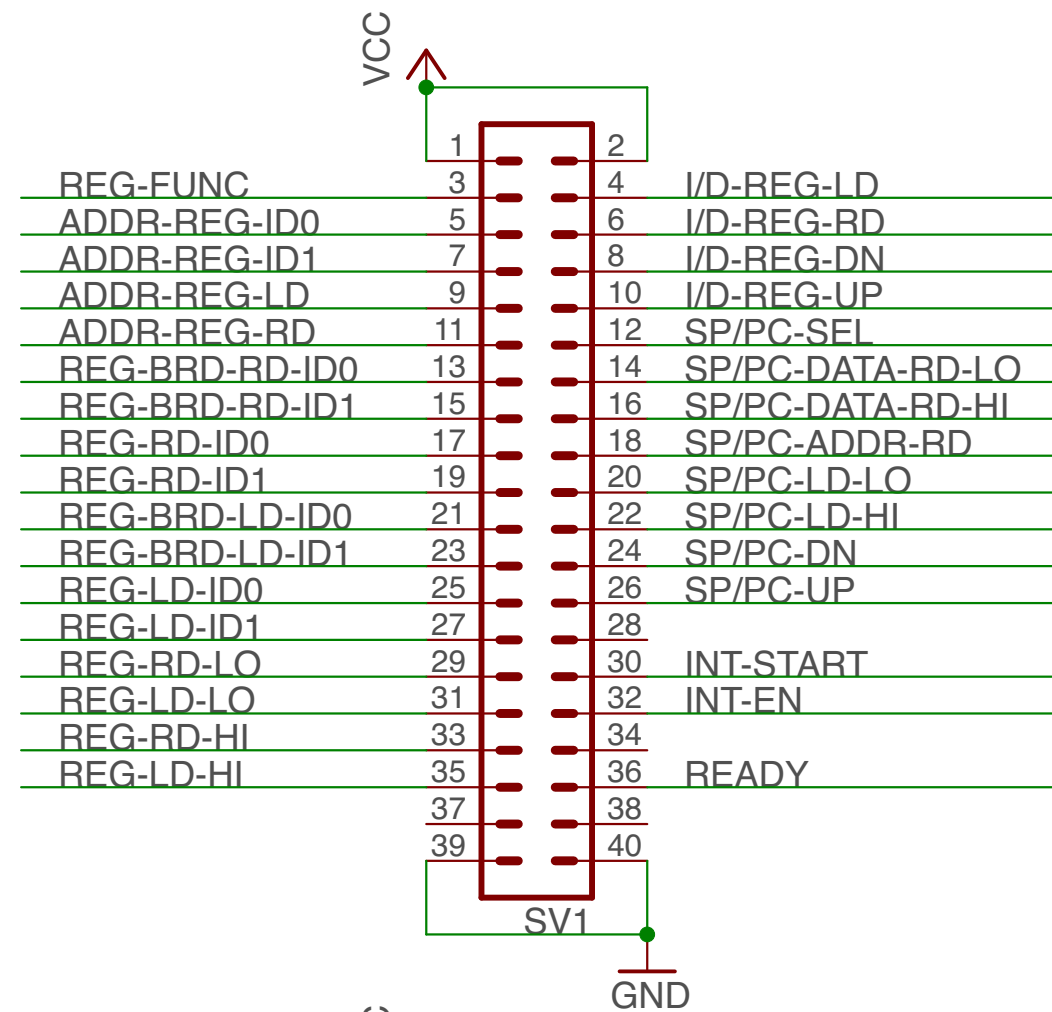 VCC
1 2
REG-FUNC 3 4 I/D-REG-LD
ADDR-REG-ID0 5 6 I/D-REG-RD
ADDR-REG-ID1 7 8 I/D-REG-DN
ADDR-REG-LD 9 10 I/D-REG-UP
ADDR-REG-RD 11 12 SP/PC-SEL
REG-BRD-RD-ID0 13 14 SP/PC-DATA-RD-LO
REG-BRD-RD-ID1 15 16 SP/PC-DATA-RD-HI
REG-RD-ID0 17 18 SP/PC-ADDR-RD
REG-RD-ID1 19 20 SP/PC-LD-LO
REG-BRD-LD-ID0 21 22 SP/PC-LD-HI
REG-BRD-LD-ID1 23 24 SP/PC-DN
REG-LD-ID0 25 26 SP/PC-UP
REG-LD-ID1 27 28
REG-RD-LO 29 30 INT-START
REG-LD-LO 31 32 INT-EN
REG-RD-HI 33 34
REG-LD-HI 35 36 READY
37 38
39 40
SV1
GND